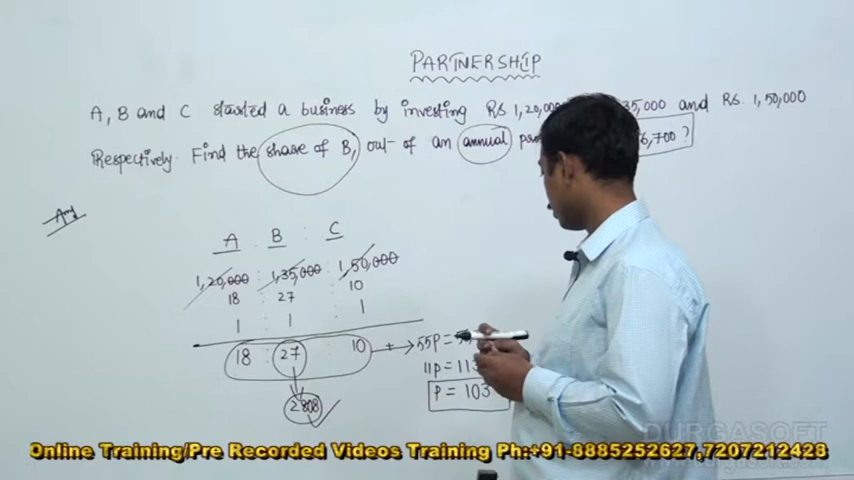 PARTNERSHIP
A, B and C started a business by investing Rs 1,20,000 35,000 and Rs. 1,50,000
Respectively. Find the share of B, out of an annual 6,700 ?
Ans
A : B : C
1,20,000 : 1,35,000 : 1,50,000
18 : 27 : 10
1 1 1
18 : 27 10 → 55P =
11P = 113
2808 P = 103
DURGASOFT
Online Training/Pre Recorded Videos Training Ph:+91-8885252627,7207212428